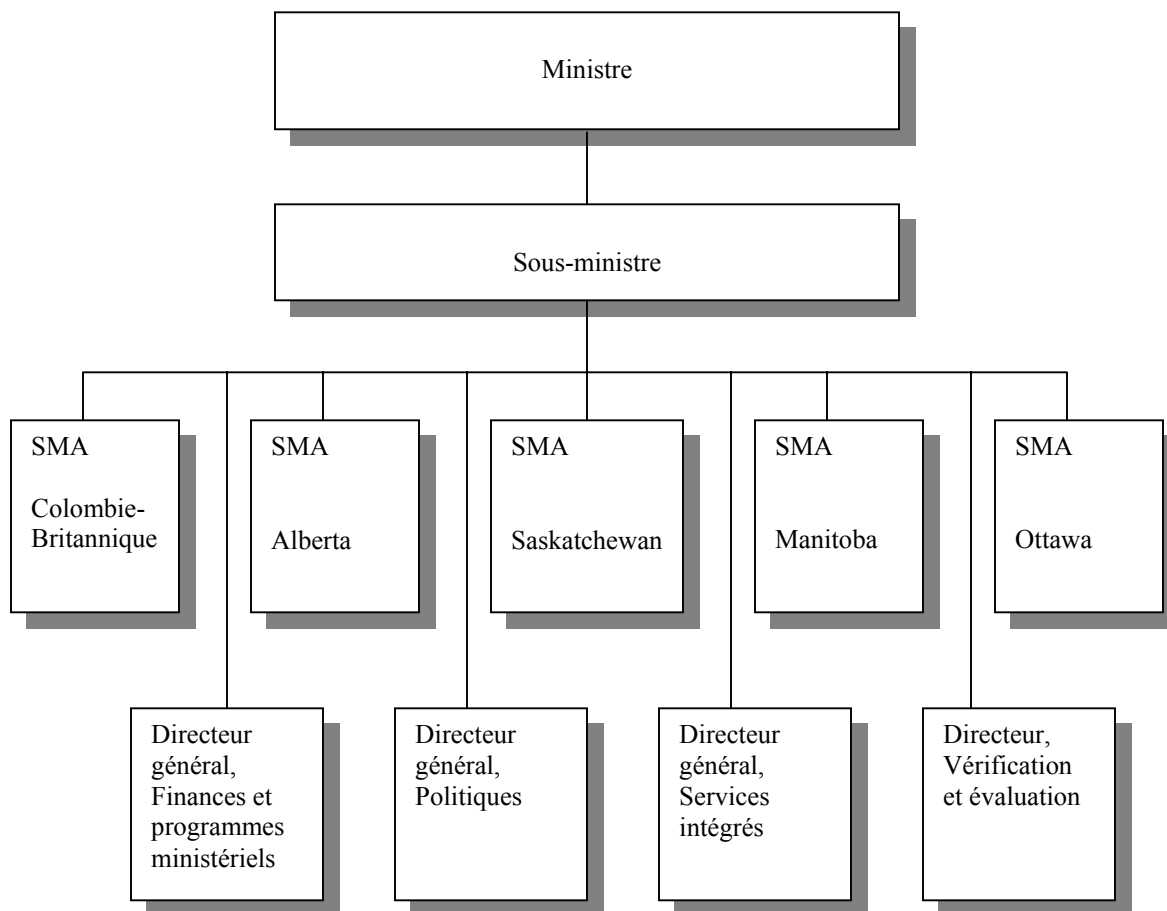 Ministre
Sous-ministre
SMA
Colombie-
Britannique
SMA
Alberta
SMA
Saskatchewan
SMA
Manitoba
SMA
Ottawa
Directeur
général,
Finances et
programmes
ministériels
Directeur
général,
Politiques
Directeur
général,
Services
intégrés
Directeur,
Vérification
et évaluation